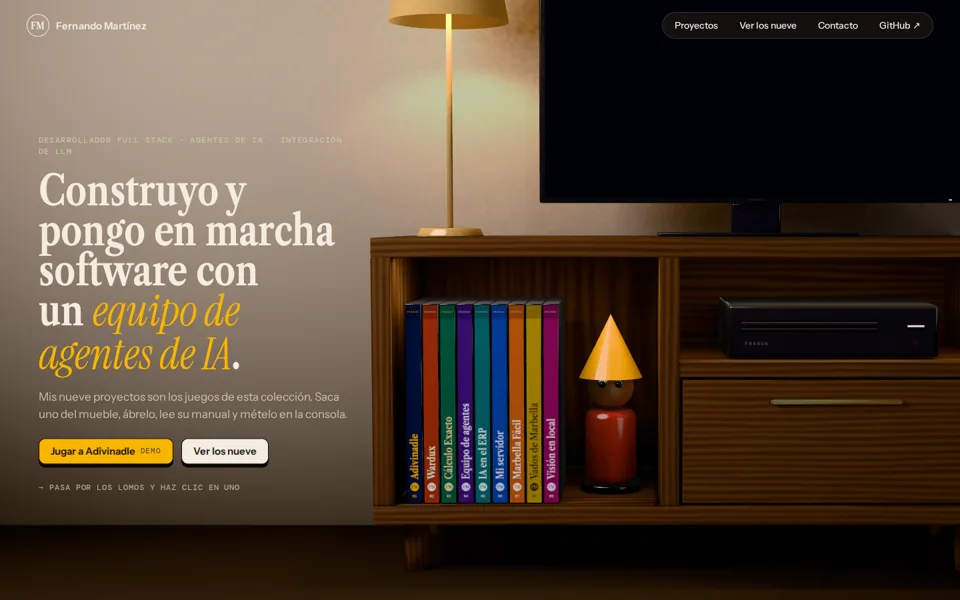 FM Fernando Martínez
Proyectos Ver los nueve Contacto GitHub ↗
DESARROLLADOR FULL STACK · AGENTES DE IA · INTEGRACIÓN
DE LLM
Construyo y
pongo en marcha
software con
un equipo de
agentes de IA.
Mis nueve proyectos son los juegos de esta colección. Saca
uno del mueble, ábrelo, lee su manual y mételo en la consola.
Jugar a Adivinadle DEMO
Ver los nueve
→ PASA POR LOS LOMOS Y HAZ CLIC EN UNO
Adivinadle
Wardux
Cálculo Exacto
Equipo de agentes
IA en el ERP
Mi servidor
Marbella Fácil
Vados de Marbella
Visión en local